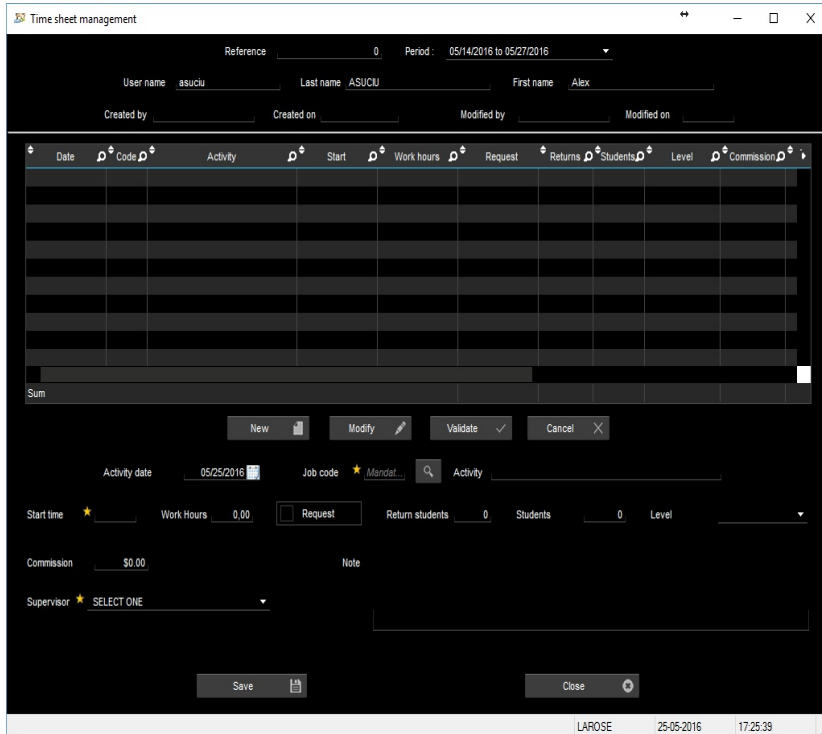 Time sheet management
Reference 0 Period : 05/14/2016 to 05/27/2016
User name asuciu Last name ASUCIU First name Alex
Created by Created on Modified by Modified on
Date Code Activity Start Work hours Request Returns Students Level Commission
Sum
New Modify Validate Cancel
Activity date 05/25/2016 Job code Mandat... Activity
Start time Work Hours 0,00 Request Return students 0 Students 0 Level
Commission $0.00 Note
Supervisor SELECT ONE
Save Close
LAROSE 25-05-2016 17:25:39